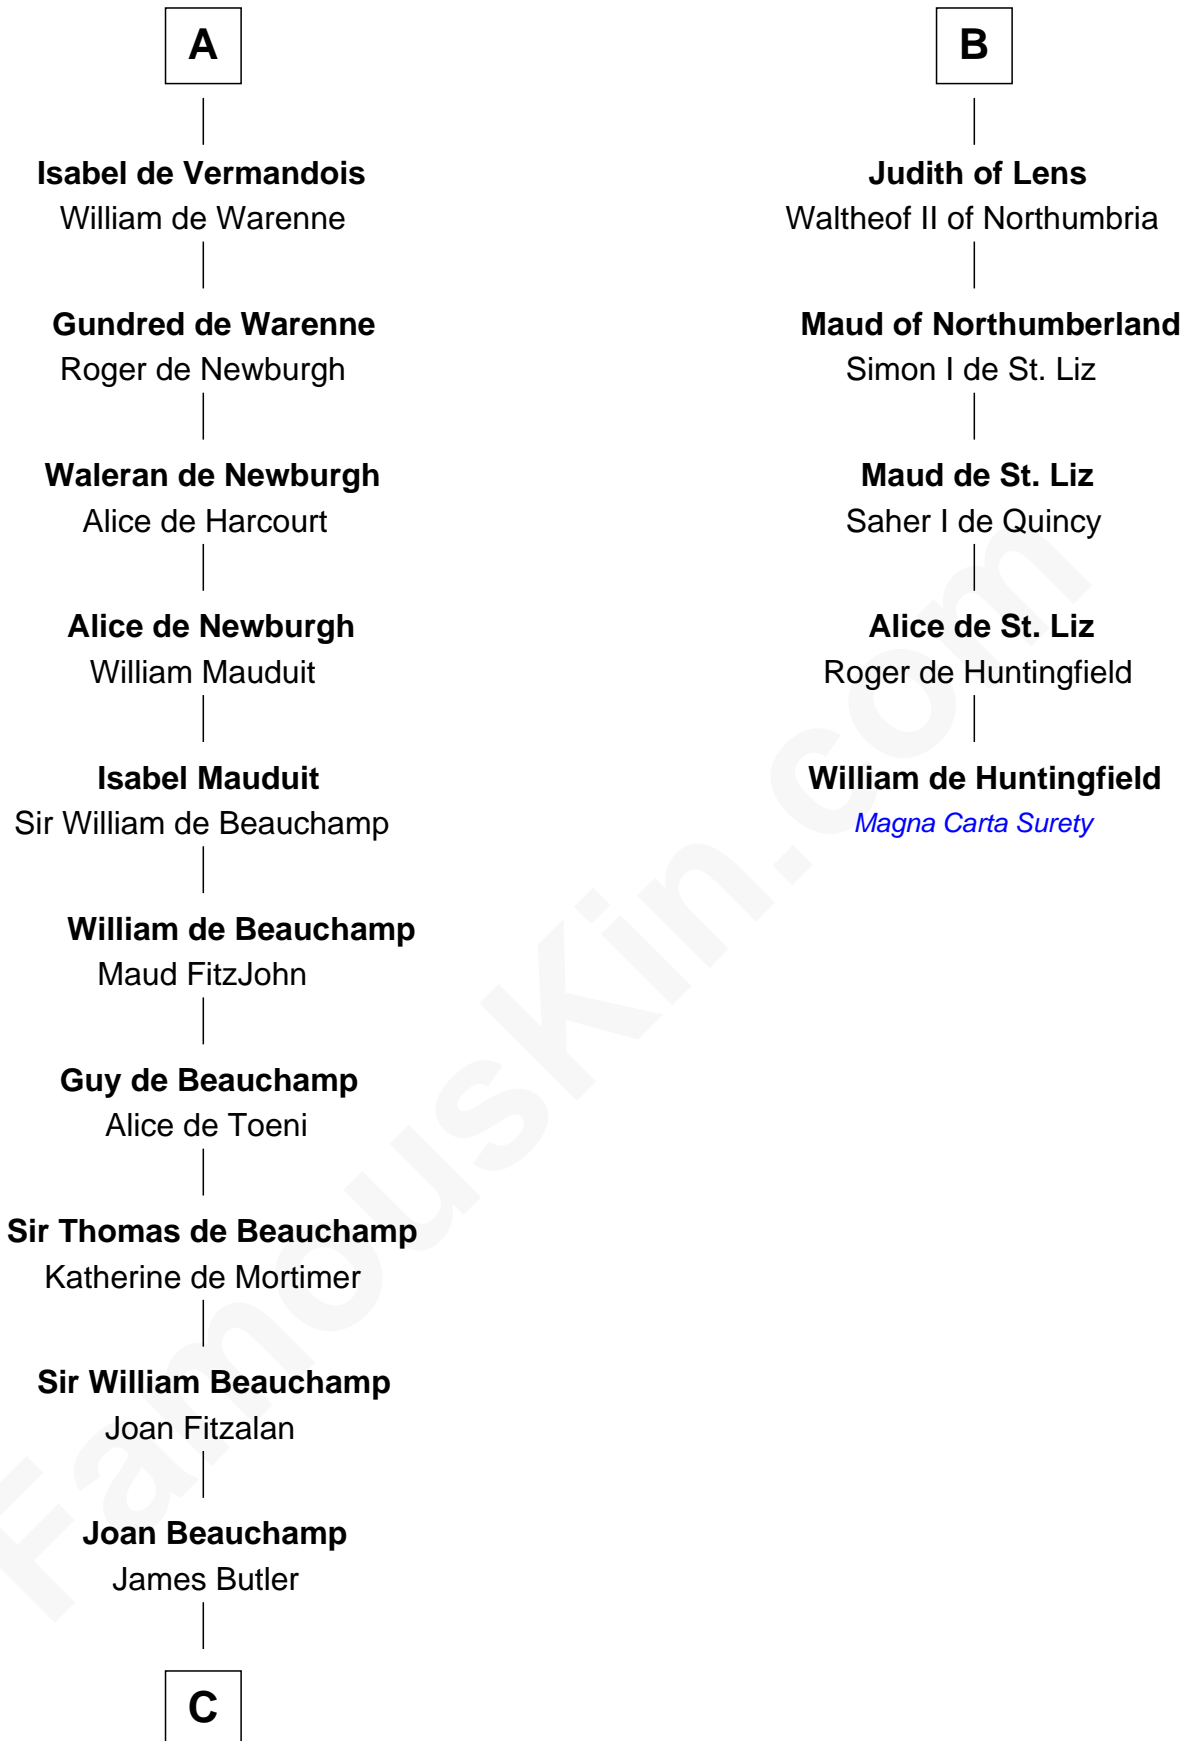 A
Isabel de Vermandois
William de Warenne
Gundred de Warenne
Roger de Newburgh
Waleran de Newburgh
Alice de Harcourt
Alice de Newburgh
William Mauduit
Isabel Mauduit
Sir William de Beauchamp
William de Beauchamp
Maud FitzJohn
Guy de Beauchamp
Alice de Toeni
Sir Thomas de Beauchamp
Katherine de Mortimer
Sir William Beauchamp
Joan Fitzalan
Joan Beauchamp
James Butler
C
B
Judith of Lens
Waltheof II of Northumbria
Maud of Northumberland
Simon I de St. Liz
Maud de St. Liz
Saher I de Quincy
Alice de St. Liz
Roger de Huntingfield
William de Huntingfield
Magna Carta Surety
FamousKin.com